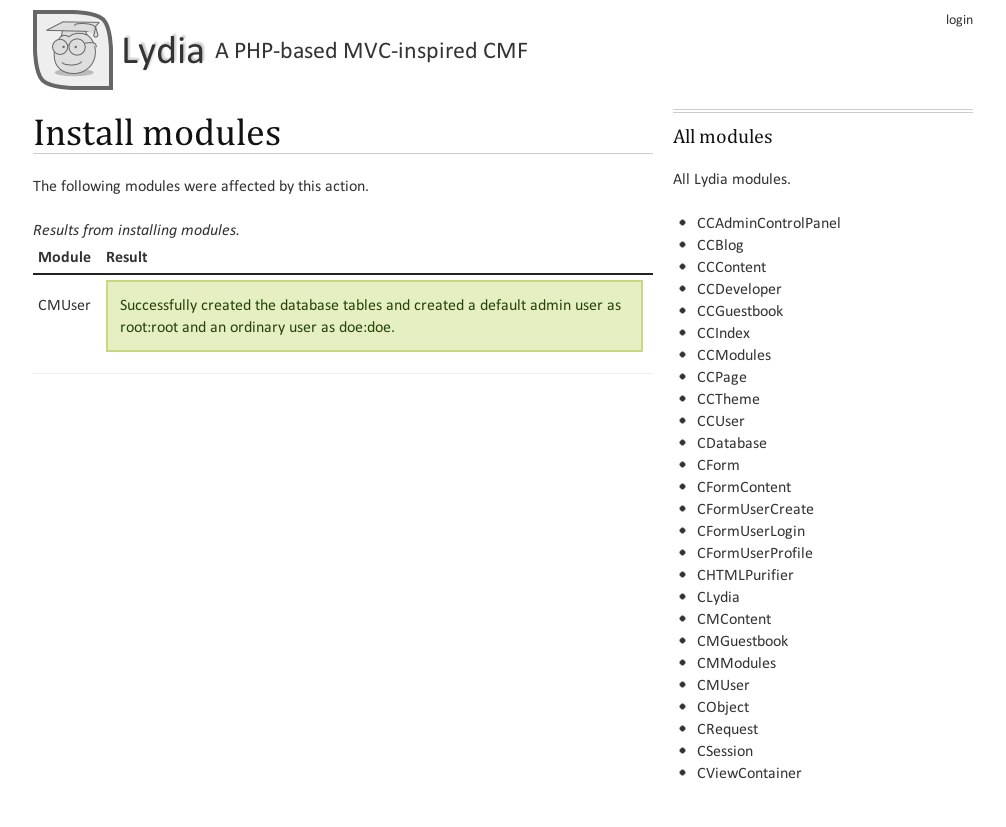 login
Lydia A PHP-based MVC-inspired CMF
Install modules
The following modules were affected by this action.
Results from installing modules.
Module Result
CMUser Successfully created the database tables and created a default admin user as
root:root and an ordinary user as doe:doe.
All modules
All Lydia modules.
CCAdminControlPanel
CCBlog
CCContent
CCDeveloper
CCGuestbook
CCIndex
CCModules
CCPage
CCTheme
CCUser
CDatabase
CForm
CFormContent
CFormUserCreate
CFormUserLogin
CFormUserProfile
CHTMLPurifier
CLydia
CMContent
CMGuestbook
CMModules
CMUser
CObject
CRequest
CSession
CViewContainer